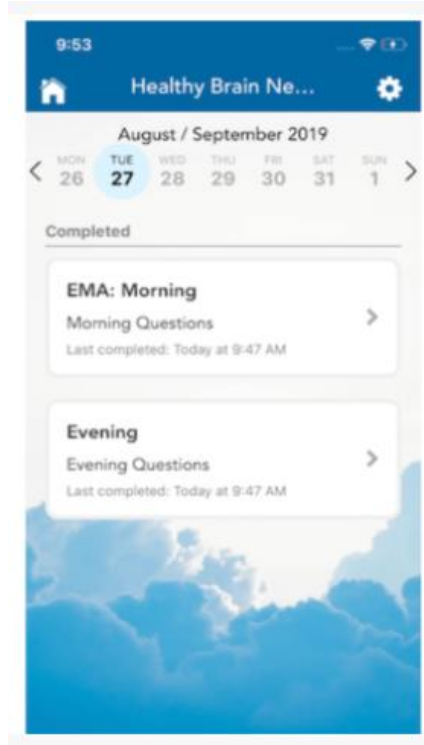 9:53
Healthy Brain Ne...
August / September 2019
MON TUE WED THU FRI SAT SUN
26 27 28 29 30 31 1
Completed
EMA: Morning
Morning Questions
Last completed: Today at 9:47 AM
Evening
Evening Questions
Last completed: Today at 9:47 AM